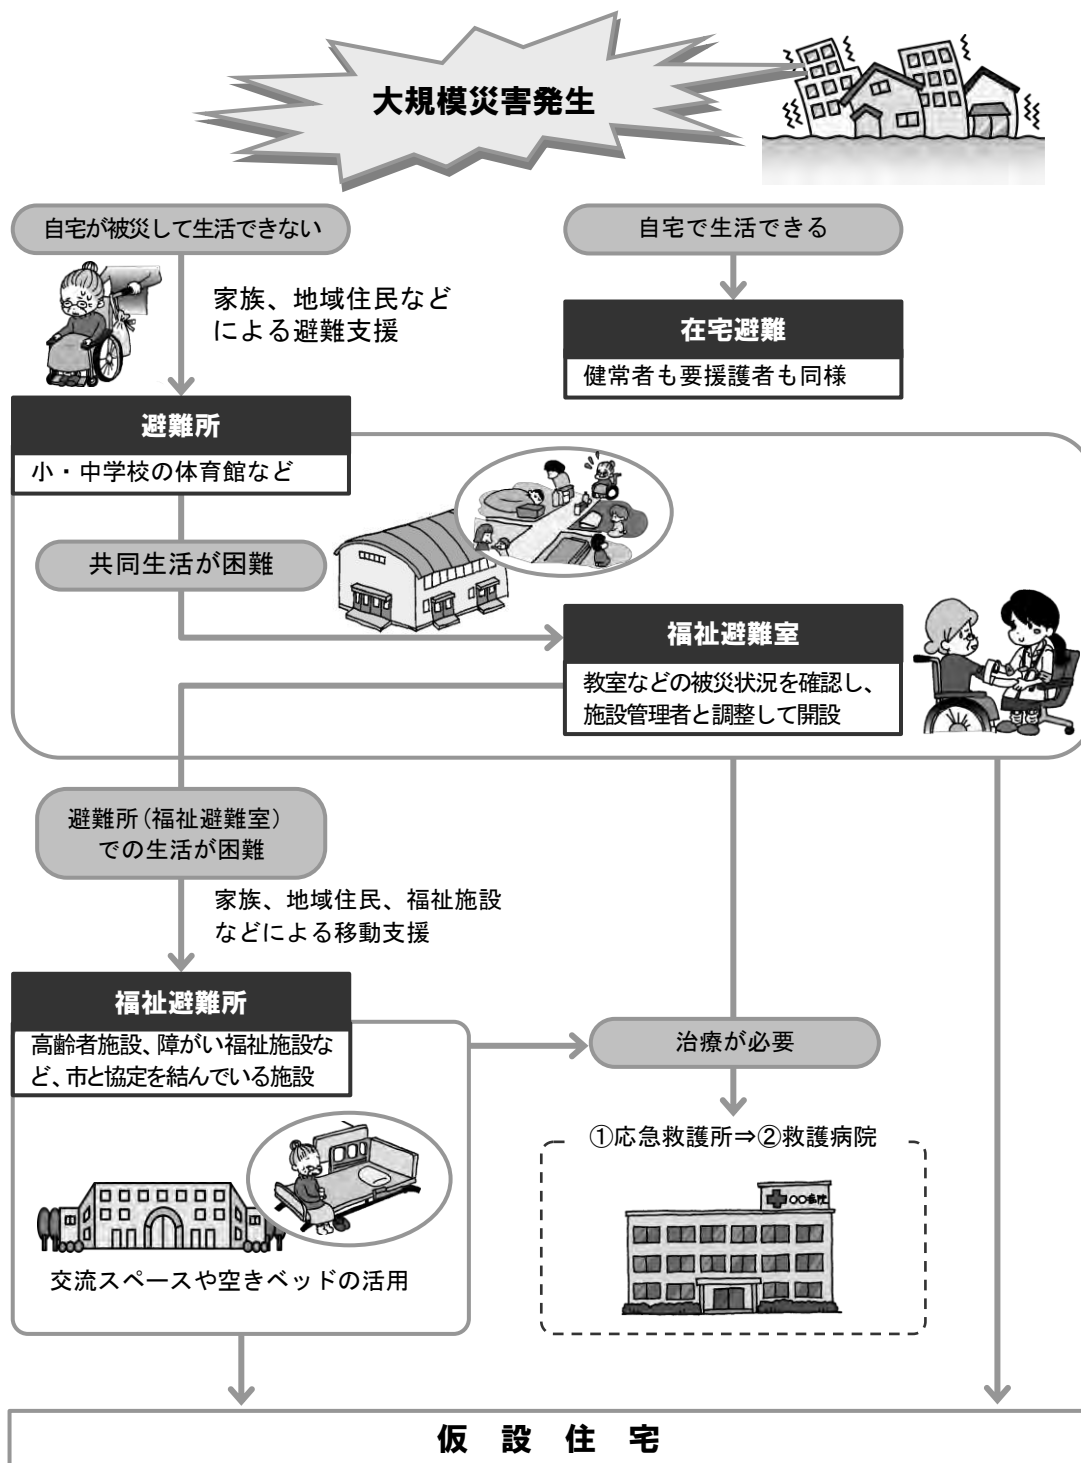 大規模災害発生
自宅が被災して生活できない
自宅で生活できる
家族、地域住民など
による避難支援
在宅避難
健常者も要援護者も同様
避難所
小・中学校の体育館など
共同生活が困難
福祉避難室
教室などの被災状況を確認し、
施設管理者と調整して開設
避難所(福祉避難室)
での生活が困難
家族、地域住民、福祉施設
などによる移動支援
福祉避難所
高齢者施設、障がい福祉施設な
ど、市と協定を結んでいる施設
治療が必要
①応急救護所⇒②救護病院
〇〇病院
交流スペースや空きベッドの活用
仮設住宅